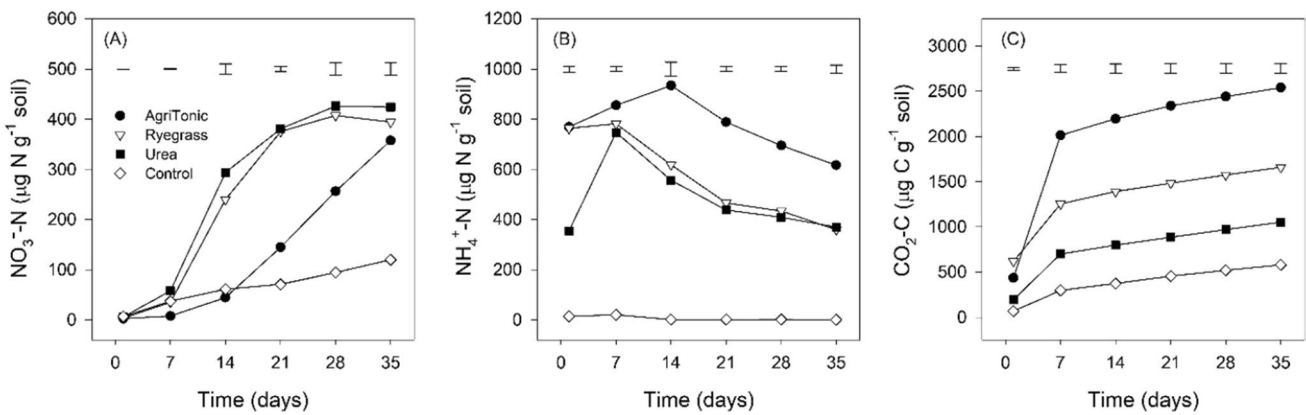 (A)
NO₃⁻-N (µg N g⁻¹ soil)
600
500
400
300
200
100
0
AgriTonic
Ryegrass
Urea
Control
0 7 14 21 28 35
Time (days)
(B)
NH₄⁺-N (µg N g⁻¹ soil)
1200
1000
800
600
400
200
0
0 7 14 21 28 35
Time (days)
(C)
CO₂-C (µg C g⁻¹ soil)
3000
2500
2000
1500
1000
500
0
0 7 14 21 28 35
Time (days)